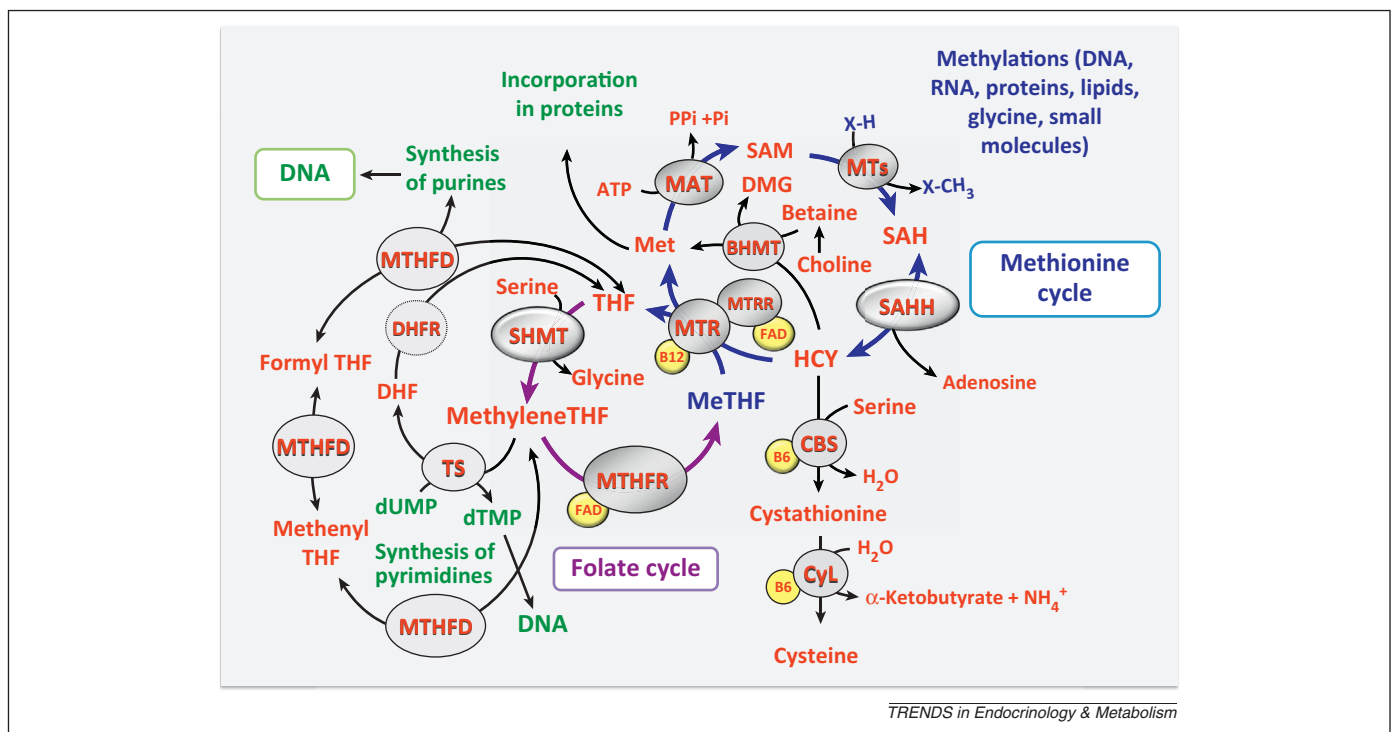 Methylations (DNA,
RNA, proteins, lipids,
glycine, small
molecules)
Incorporation
in proteins
PPi +Pi
X-H
SAM
MTs
DNA
Synthesis
of purines
MAT
ATP
DMG
X-CH₃
Betaine
SAH
Met
BHMT
Choline
Methionine
cycle
MTHFD
Serine
THF
MTRR
SAHH
DHFR
SHMT
MTR
FAD
B12
HCY
Formyl THF
Glycine
Adenosine
DHF
MeTHF
Serine
MethyleneTHF
CBS
B6
MTHFD
TS
MTHFR
H₂O
FAD
dUMP
dTMP
Cystathionine
Methenyl
THF
Synthesis of
pyrimidines
Folate cycle
H₂O
CyL
B6
α-Ketobutyrate + NH₄⁺
MTHFD
DNA
Cysteine
TRENDS in Endocrinology & Metabolism